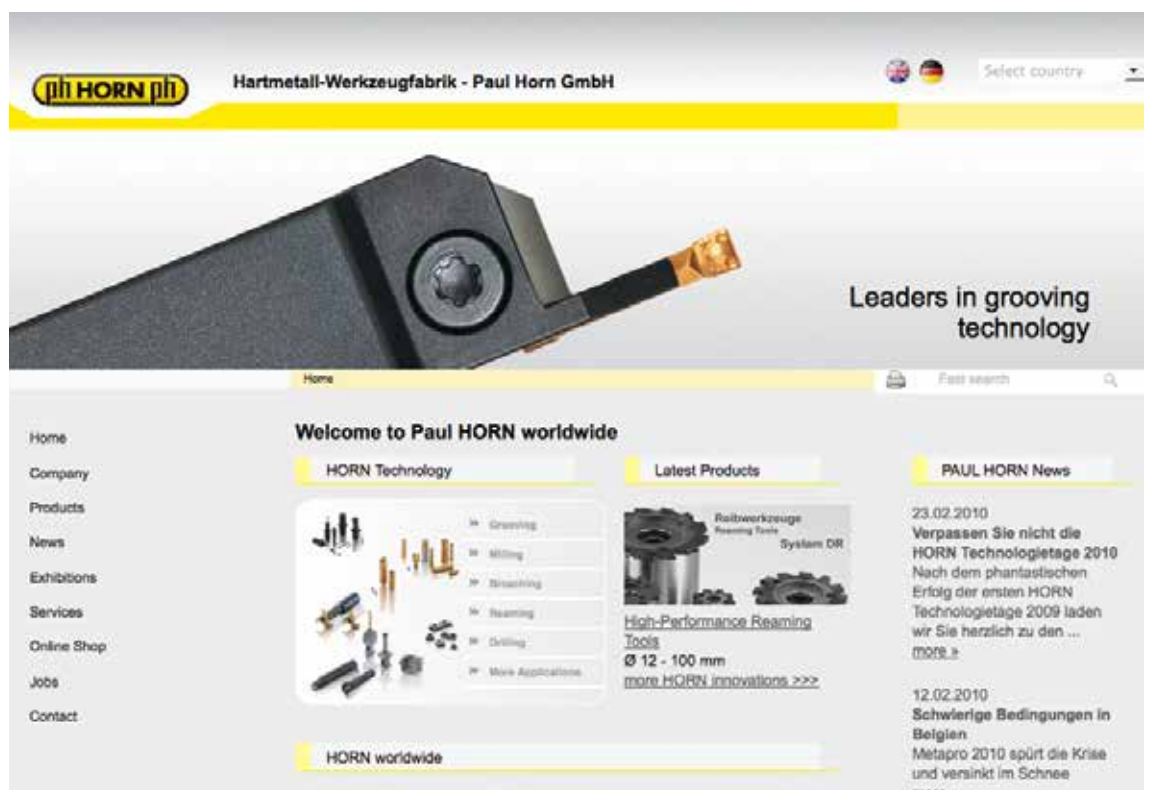 ph HORN ph
Hartmetall-Werkzeugfabrik - Paul Horn GmbH
Select country
Leaders in grooving
technology
Home
Fast search
Home
Company
Products
News
Exhibitions
Services
Online Shop
Jobs
Contact
Welcome to Paul HORN worldwide
HORN Technology
Grooving
Milling
Broaching
Reaming
Drilling
More Applications
Latest Products
Reibwerkzeuge
Reaming Tools
System DR
High-Performance Reaming
Tools
Ø 12 - 100 mm
more HORN innovations >>>
HORN worldwide
PAUL HORN News
23.02.2010
Verpassen Sie nicht die
HORN Technologietage 2010
Nach dem phantastischen
Erfolg der ersten HORN
Technologietage 2009 laden
wir Sie herzlich zu den ...
more »
12.02.2010
Schwierige Bedingungen in
Belgien
Metapro 2010 spürt die Krise
und versinkt im Schnee